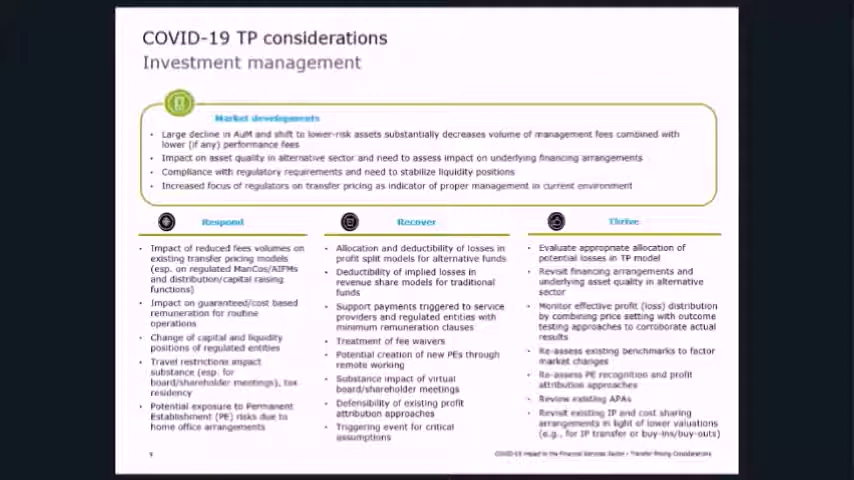 COVID-19 TP considerations
Investment management
Market developments
• Large decline in AuM and shift to lower-risk assets substantially decreases volume of management fees combined with
lower (if any) performance fees
• Impact on asset quality in alternative sector and need to assess impact on underlying financing arrangements
• Compliance with regulatory requirements and need to stabilize liquidity positions
• Increased focus of regulators on transfer pricing as indicator of proper management in current environment
Respond
• Impact of reduced fees volumes on
existing transfer pricing models
(esp. on regulated ManCos/AIFMs
and distribution/capital raising
functions)
• Impact on guaranteed/cost based
remuneration for routine
operations
• Change of capital and liquidity
positions of regulated entities
• Travel restrictions impact
substance (esp. for
board/shareholder meetings), tax
residency
• Potential exposure to Permanent
Establishment (PE) risks due to
home office arrangements
Recover
• Allocation and deductibility of losses in
profit split models for alternative funds
• Deductibility of implied losses in
revenue share models for traditional
funds
• Support payments triggered to service
providers and regulated entities with
minimum remuneration clauses
• Treatment of fee waivers
• Potential creation of new PEs through
remote working
• Substance impact of virtual
board/shareholder meetings
• Defensibility of existing profit
attribution approaches
• Triggering event for critical
assumptions
Thrive
• Evaluate appropriate allocation of
potential losses in TP model
• Revisit financing arrangements and
underlying asset quality in alternative
sector
• Monitor effective profit (loss) distribution
by combining price setting with outcome
testing approaches to corroborate actual
results
• Re-assess existing benchmarks to factor
market changes
• Re-assess PE recognition and profit
attribution approaches
• Review existing APAs
• Revisit existing IP and cost sharing
arrangements in light of lower valuations
(e.g., for IP transfer or buy-ins/buy-outs)
COVID-19 impact to the Financial Services Sector - Transfer Pricing Considerations